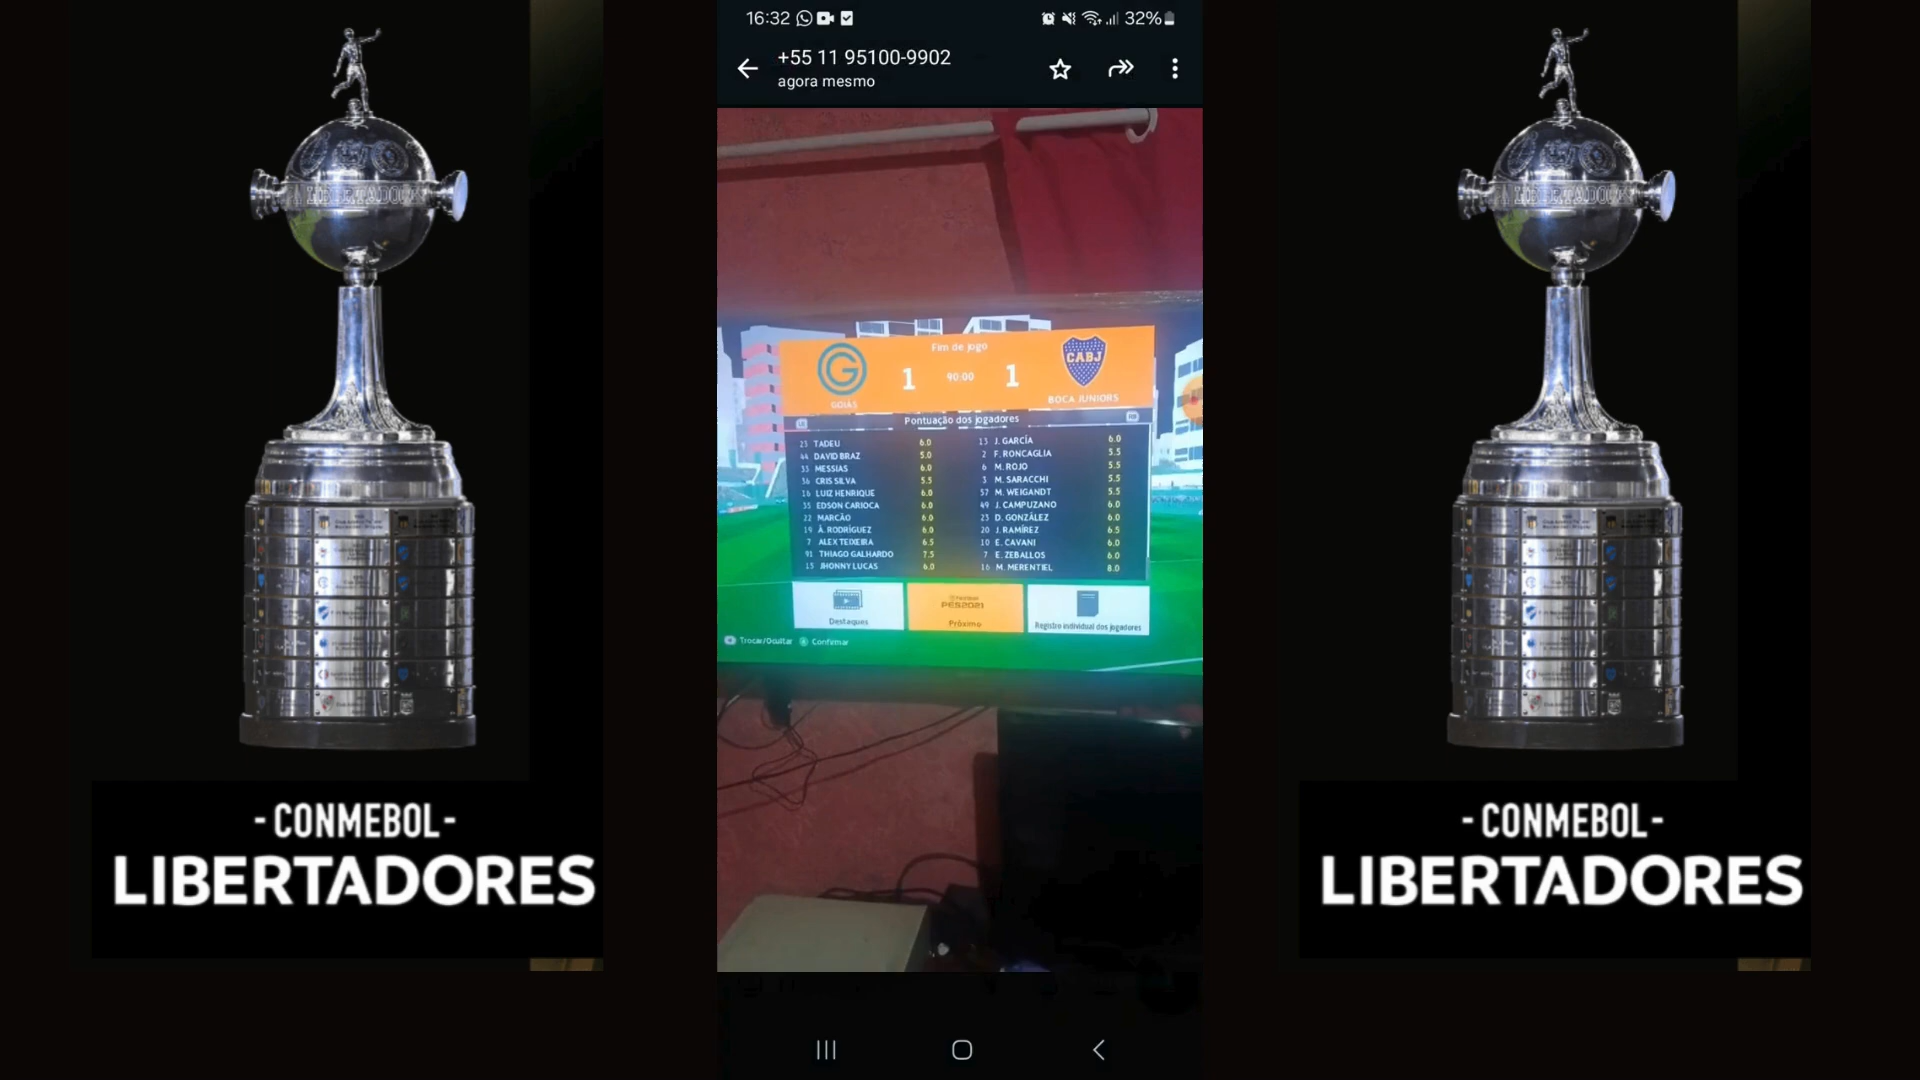 16:32
32%
+55 11 95100-9902
agora mesmo
Fim de jogo
1 90:00 1
GOIÁS
CABJ
BOCA JUNIORS
Pontuação dos jogadores
23 TADEU 6.0 13 J. GARCÍA 6.0
44 DAVID BRAZ 5.0 2 F. RONCAGLIA 5.5
33 MESSIAS 6.0 6 M. ROJO 5.5
36 CRIS SILVA 5.5 3 M. SARACCHI 5.5
16 LUIZ HENRIQUE 6.0 57 M. WEIGANDT 5.5
35 EDSON CARIOCA 6.0 49 J. CAMPUZANO 6.0
22 MARCÃO 6.0 23 D. GONZÁLEZ 6.0
19 Á. RODRÍGUEZ 6.0 20 J. RAMÍREZ 6.5
7 ALEX TEIXEIRA 6.5 10 E. CAVANI 6.0
91 THIAGO GALHARDO 7.5 7 E. ZEBALLOS 6.0
15 JHONNY LUCAS 6.0 16 M. MERENTIEL 8.0
Destaques
PES2021
Próximo
Registro individual dos jogadores
Trocar/Ocultar Confirmar
LIBERTADORES
-CONMEBOL-
LIBERTADORES
LIBERTADORES
-CONMEBOL-
LIBERTADORES